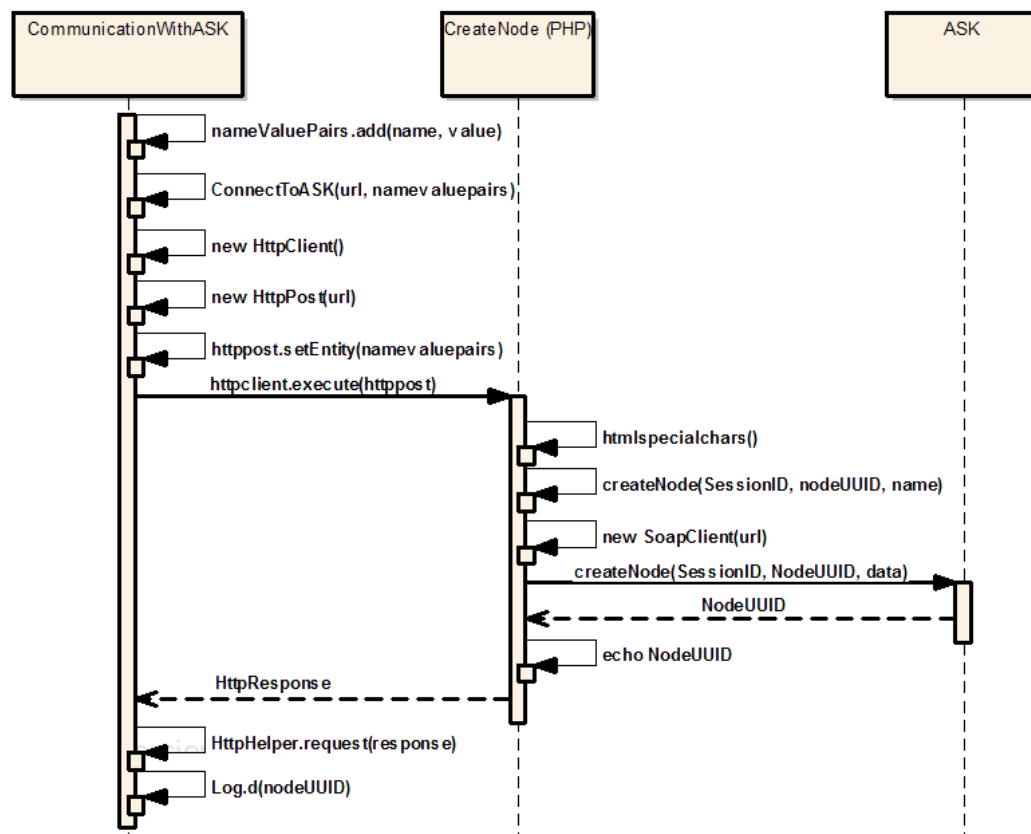 CommunicationWithASK
CreateNode (PHP)
ASK
nameValuePairs.add(name, value)
ConnectToASK(url, namevaluepairs)
new HttpClient()
new HttpPost(url)
httppost.setEntity(namevaluepairs)
httpclient.execute(httppost)
htmlspecialchars()
createNode(SessionID, nodeUUID, name)
new SoapClient(url)
createNode(SessionID, NodeUUID, data)
NodeUUID
echo NodeUUID
HttpResponse
HttpHelper.request(response)
Log.d(nodeUUID)